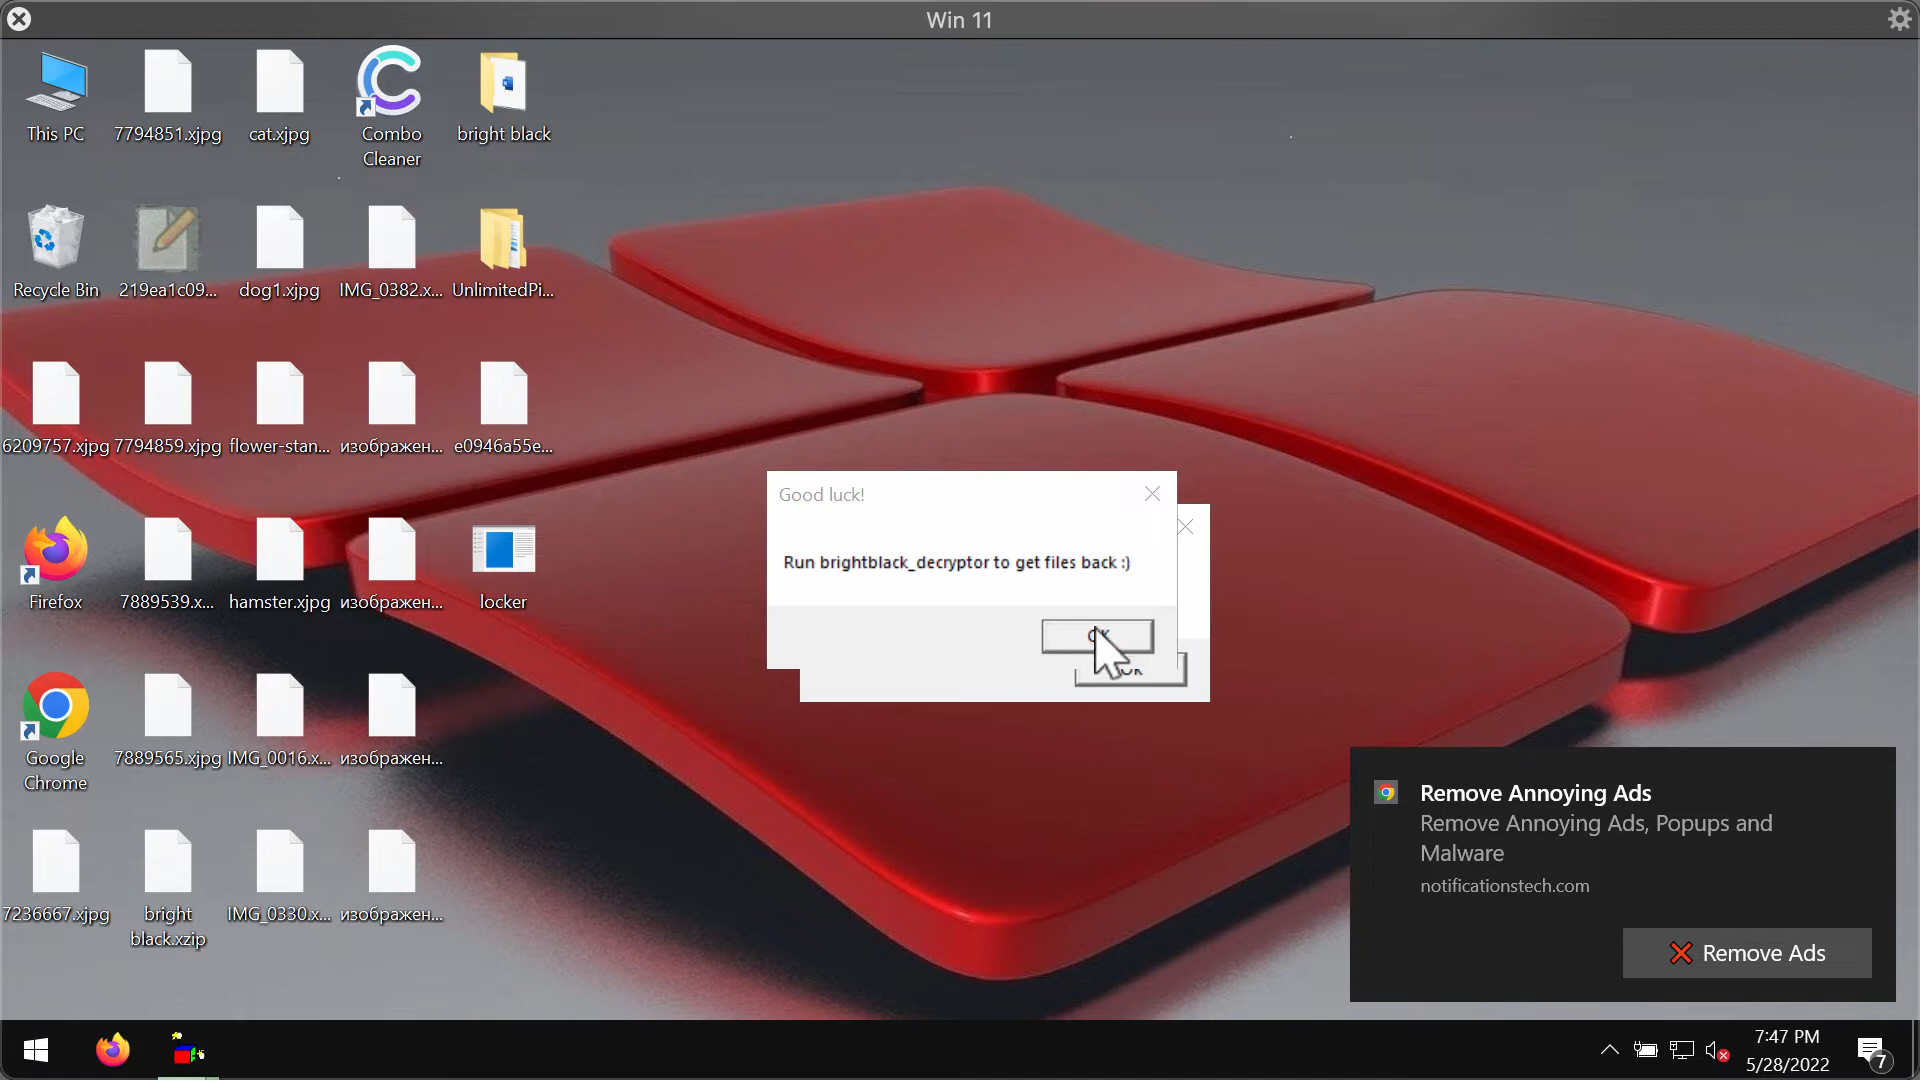 Win 11
This PC
7794851.xjpg
cat.xjpg
Combo
Cleaner
bright black
Recycle Bin
219ea1c09...
dog1.xjpg
IMG_0382.x...
UnlimitedPi...
6209757.xjpg
7794859.xjpg
flower-stan...
изображен...
e0946a55e...
Firefox
7889539.x...
hamster.xjpg
изображен...
locker
Google
Chrome
7889565.xjpg
IMG_0016.x...
изображен...
7236667.xjpg
bright
black.xzip
IMG_0330.x...
изображен...
Good luck!
Run brightblack_decryptor to get files back :)
OK
OK
Remove Annoying Ads
Remove Annoying Ads, Popups and
Malware
notificationstech.com
Remove Ads
7:47 PM
5/28/2022
7